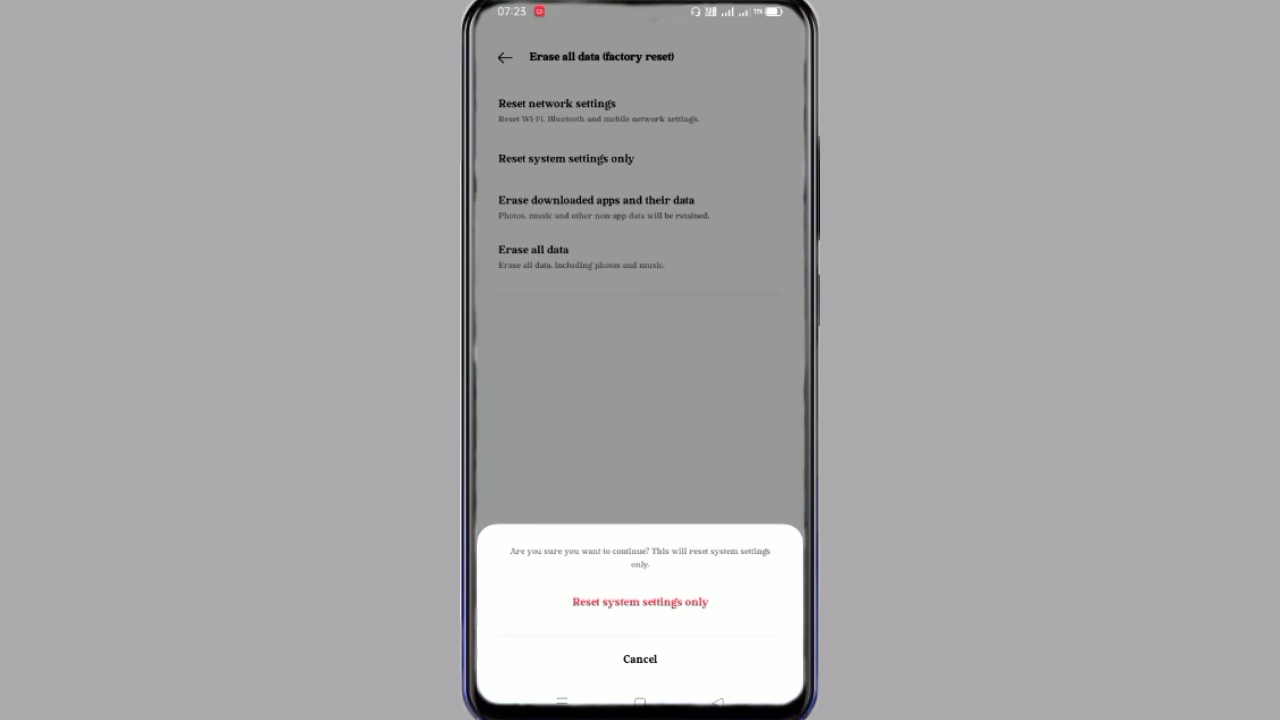 07:23
Erase all data (factory reset)
Reset network settings
Reset Wi-Fi, Bluetooth and mobile network settings.
Reset system settings only
Erase downloaded apps and their data
Photos, music and other non-app data will be retained.
Erase all data
Erase all data, including photos and music.
Are you sure you want to continue? This will reset system settings
only.
Reset system settings only
Cancel